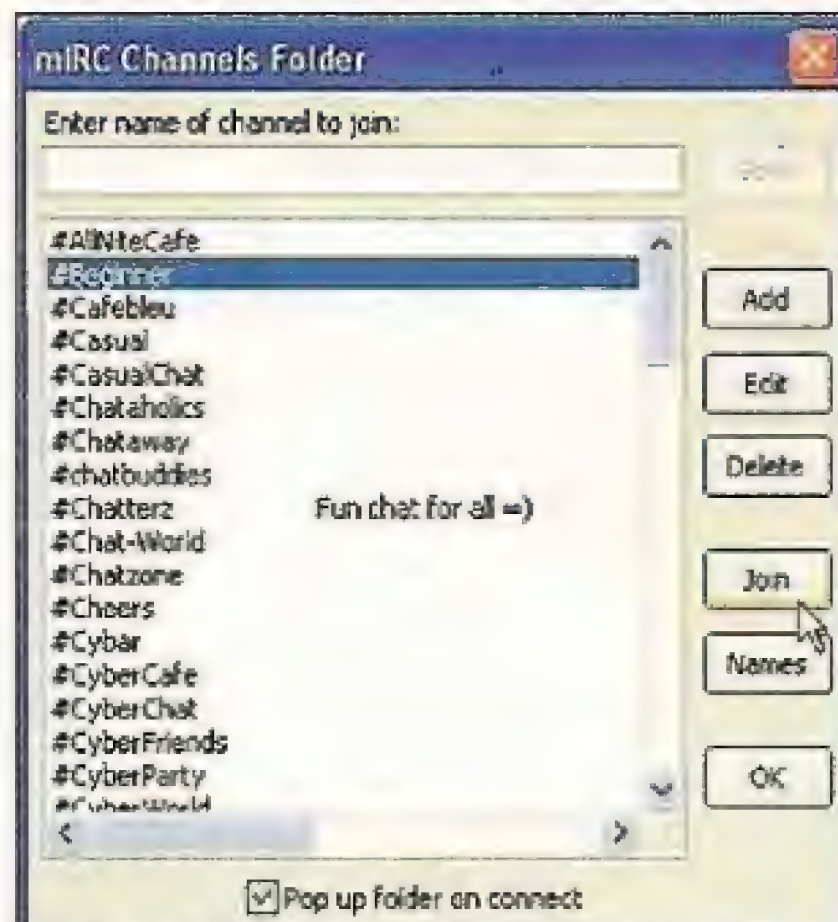 mIRC Channels Folder
Enter name of channel to join:
#AllNiteCafe
#Beginner
#Cafebleu
Add
#Casual
#CasualChat
Edit
#Chataholics
#Chataway
#chatbuddies
Delete
#Chatterz Fun chat for all =)
#Chat-World
#Chatzone
Join
#Cheers
#Cybar
#CyberCafe
Names
#CyberChat
#CyberFriends
#CyberParty
OK
#CyberWorld
Pop up folder on connect